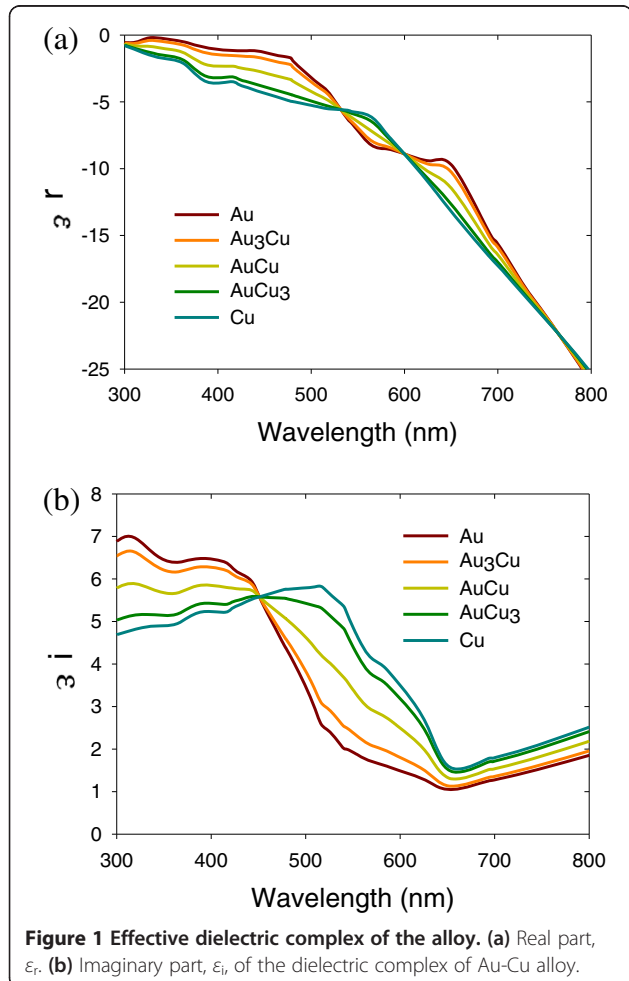 (a)
0
-5
-10
-15
-20
-25
ε r
Au
Au3Cu
AuCu
AuCu3
Cu
300 400 500 600 700 800
Wavelength (nm)
(b)
8
7
6
5
4
3
2
1
0
ε i
Au
Au3Cu
AuCu
AuCu3
Cu
300 400 500 600 700 800
Wavelength (nm)
Figure 1 Effective dielectric complex of the alloy. (a) Real part,
εr. (b) Imaginary part, εi, of the dielectric complex of Au-Cu alloy.